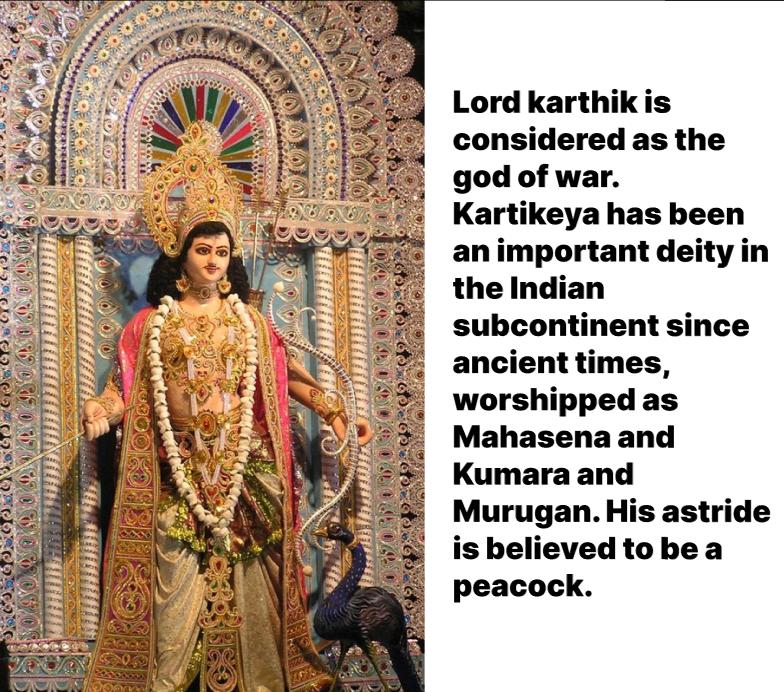 Lord karthik is
considered as the
god of war.
Kartikeya has been
an important deity in
the Indian
subcontinent since
ancient times,
worshipped as
Mahasena and
Kumara and
Murugan. His astride
is believed to be a
peacock.